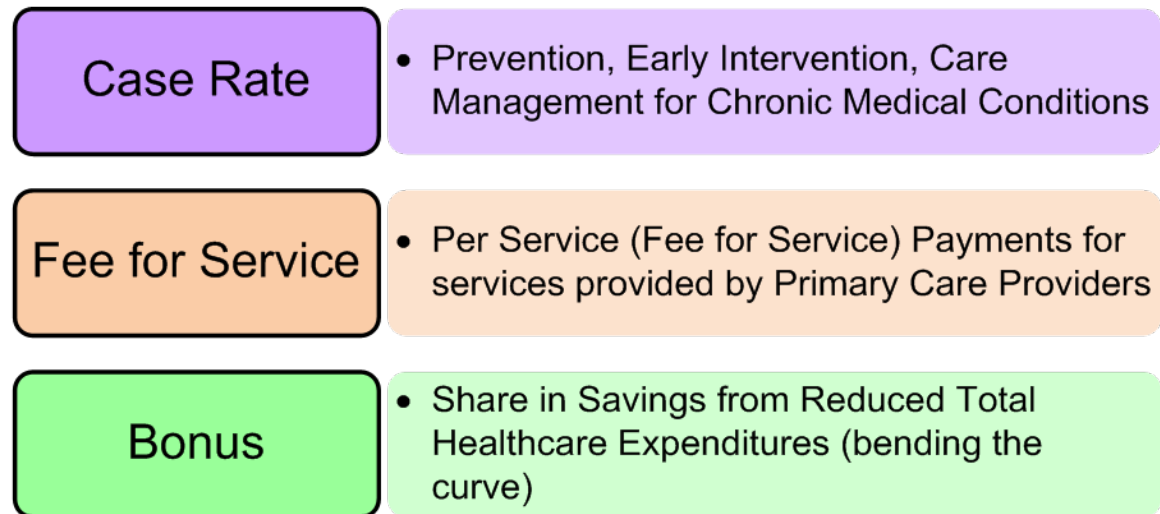 Case Rate
• Prevention, Early Intervention, Care
Management for Chronic Medical Conditions
Fee for Service
• Per Service (Fee for Service) Payments for
services provided by Primary Care Providers
Bonus
• Share in Savings from Reduced Total
Healthcare Expenditures (bending the
curve)